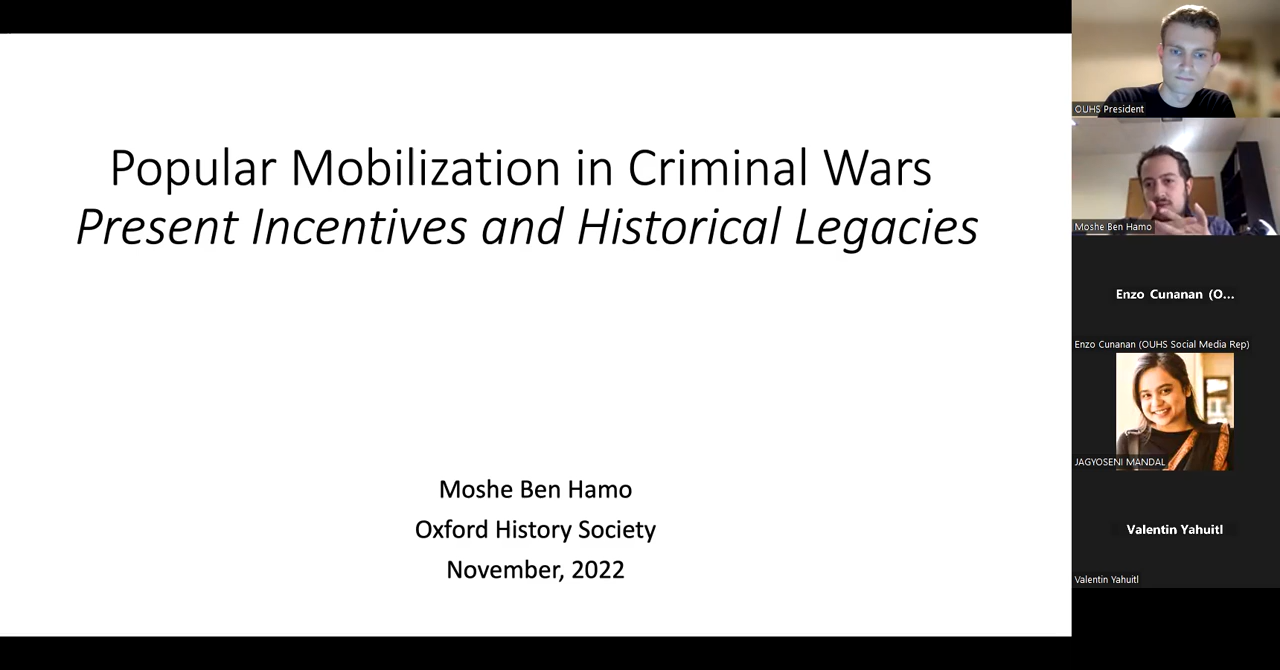 Popular Mobilization in Criminal Wars
Present Incentives and Historical Legacies
Moshe Ben Hamo
Oxford History Society
November, 2022
OUHS President
Moshe Ben Hamo
Enzo Cunanan (O...
Enzo Cunanan (OUHS Social Media Rep)
JAGYOSENI MANDAL
Valentin Yahuitl
Valentin Yahuitl